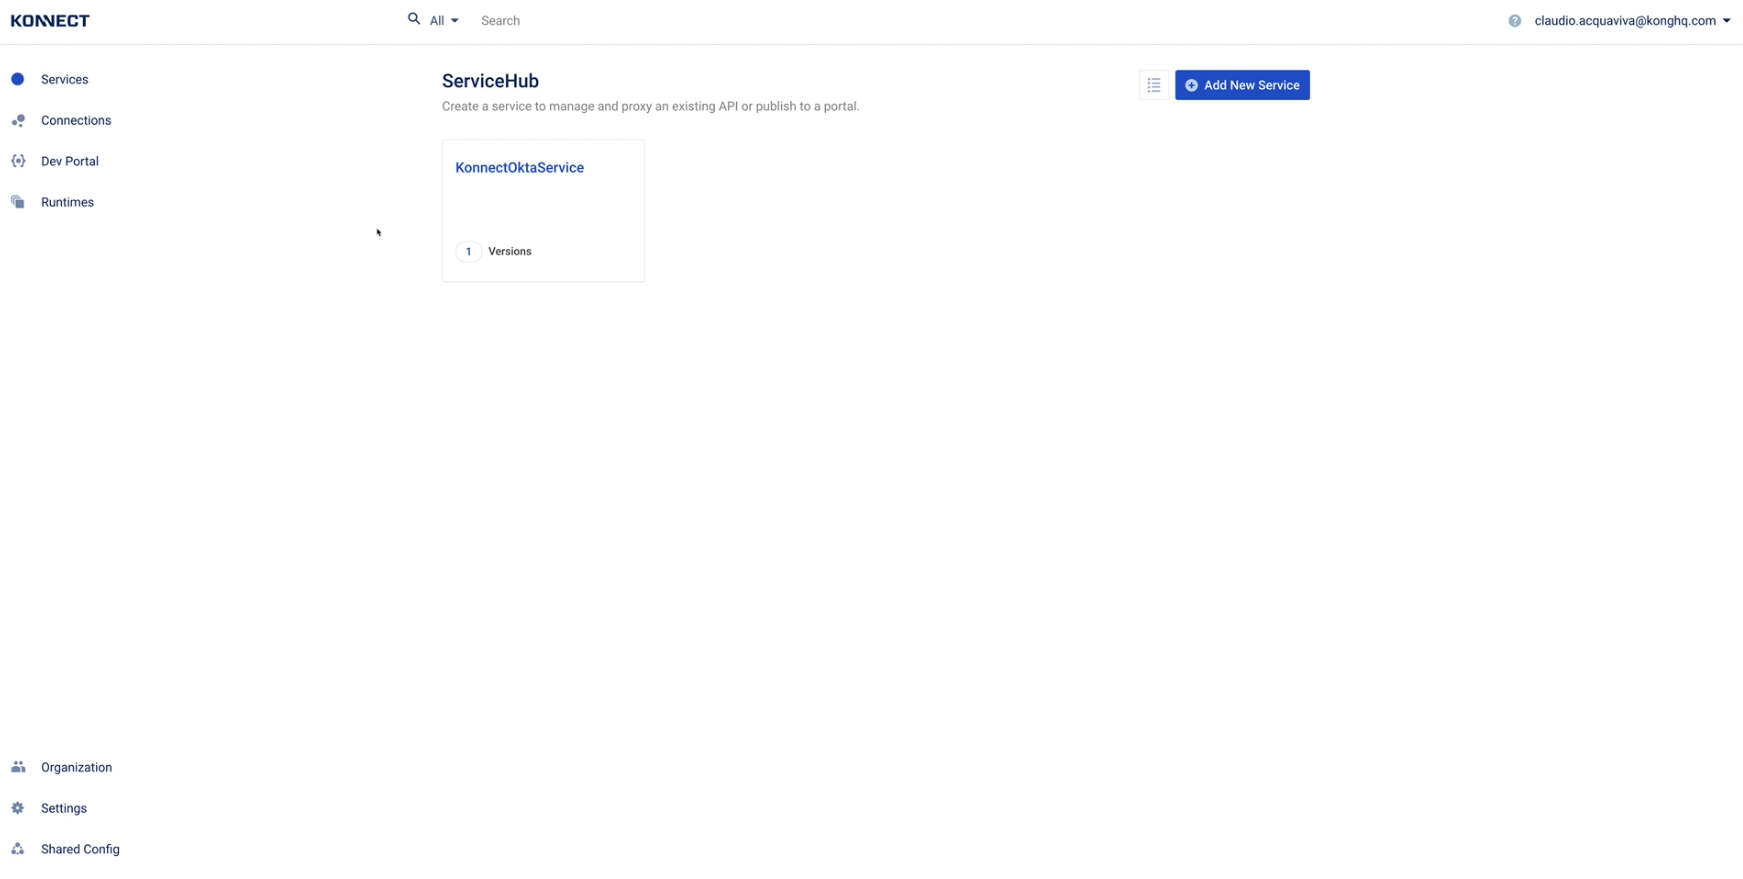 KONNECT
All
Search
claudio.acquaviva@konghq.com
Services
Connections
Dev Portal
Runtimes
ServiceHub
Create a service to manage and proxy an existing API or publish to a portal.
Add New Service
KonnectOktaService
1 Versions
Organization
Settings
Shared Config